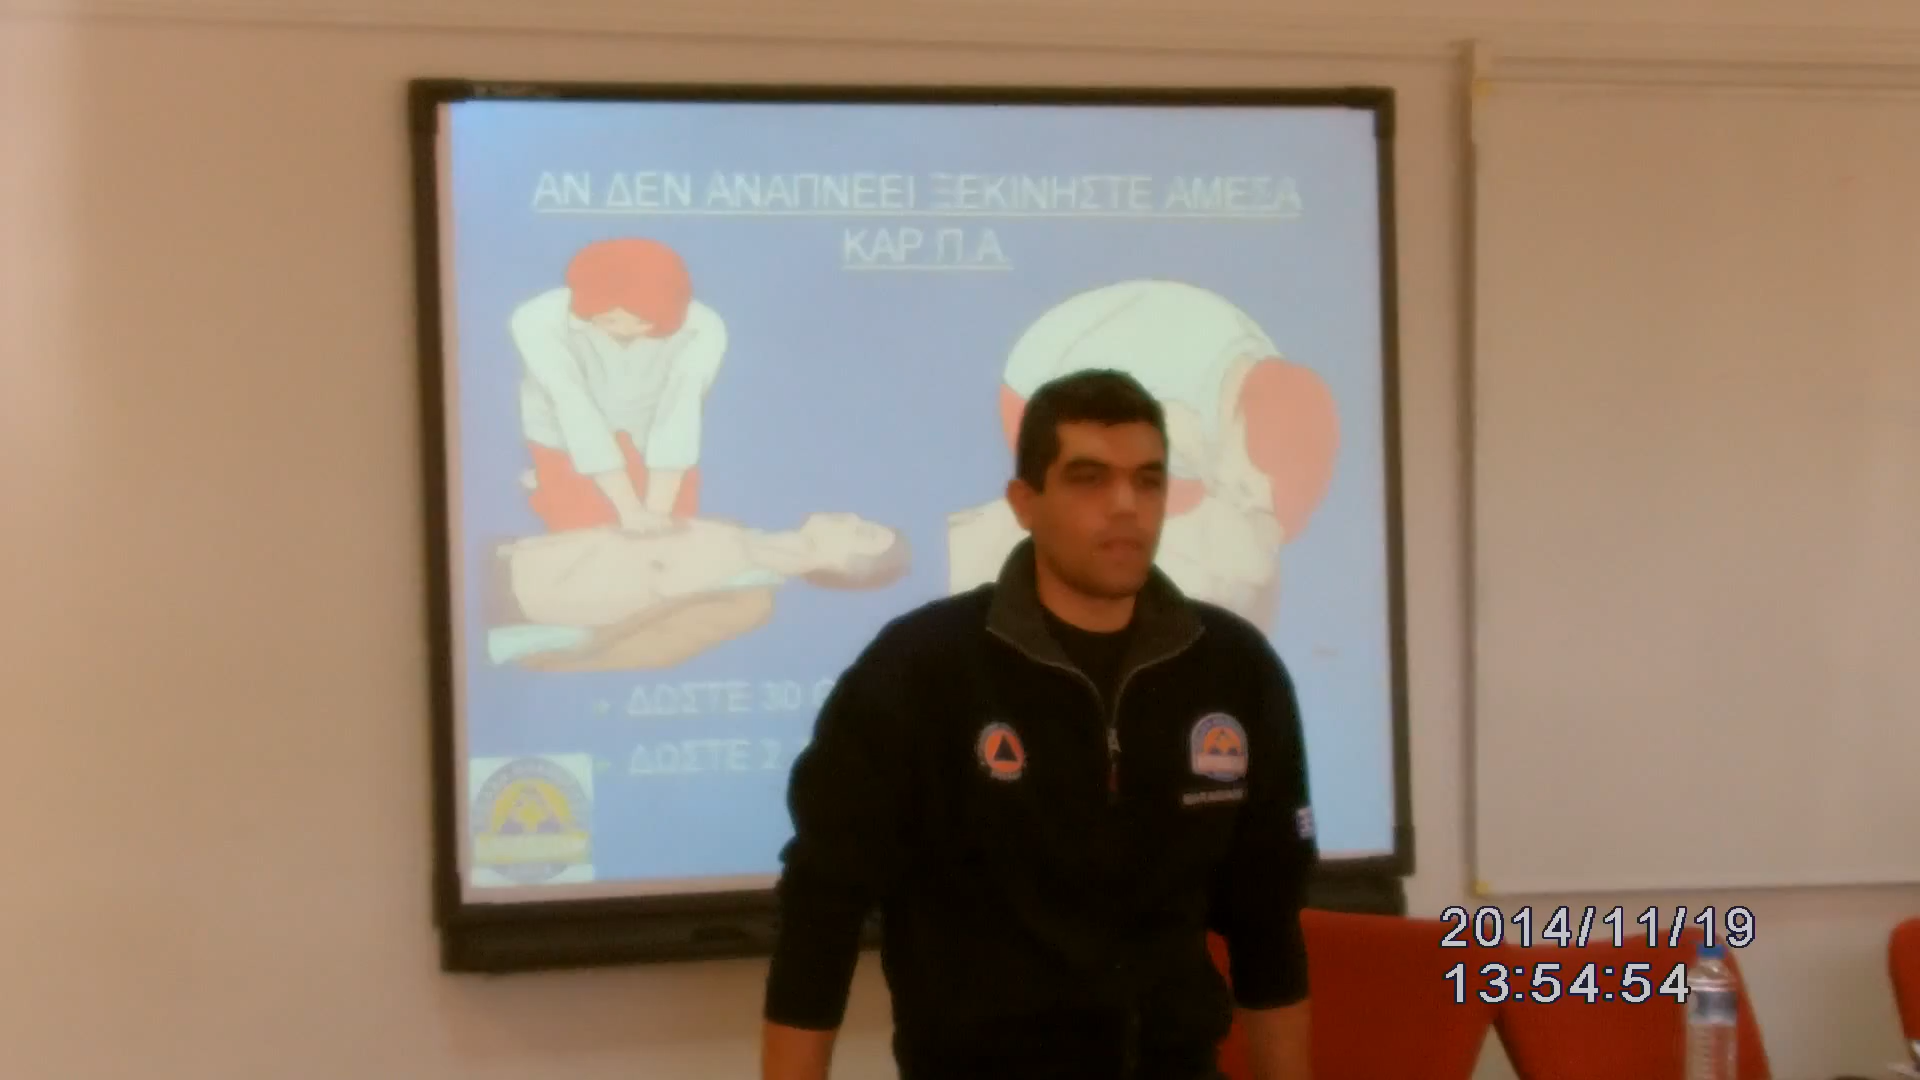 ΑΝ ΔΕΝ ΑΝΑΠΝΕΕΙ ΞΕΚΙΝΗΣΤΕ ΑΜΕΣΑ
ΚΑΡ.Π.Α.
+ ΔΩΣΤΕ 30
- ΔΩΣΤΕ 2
2014/11/19
13:54:54